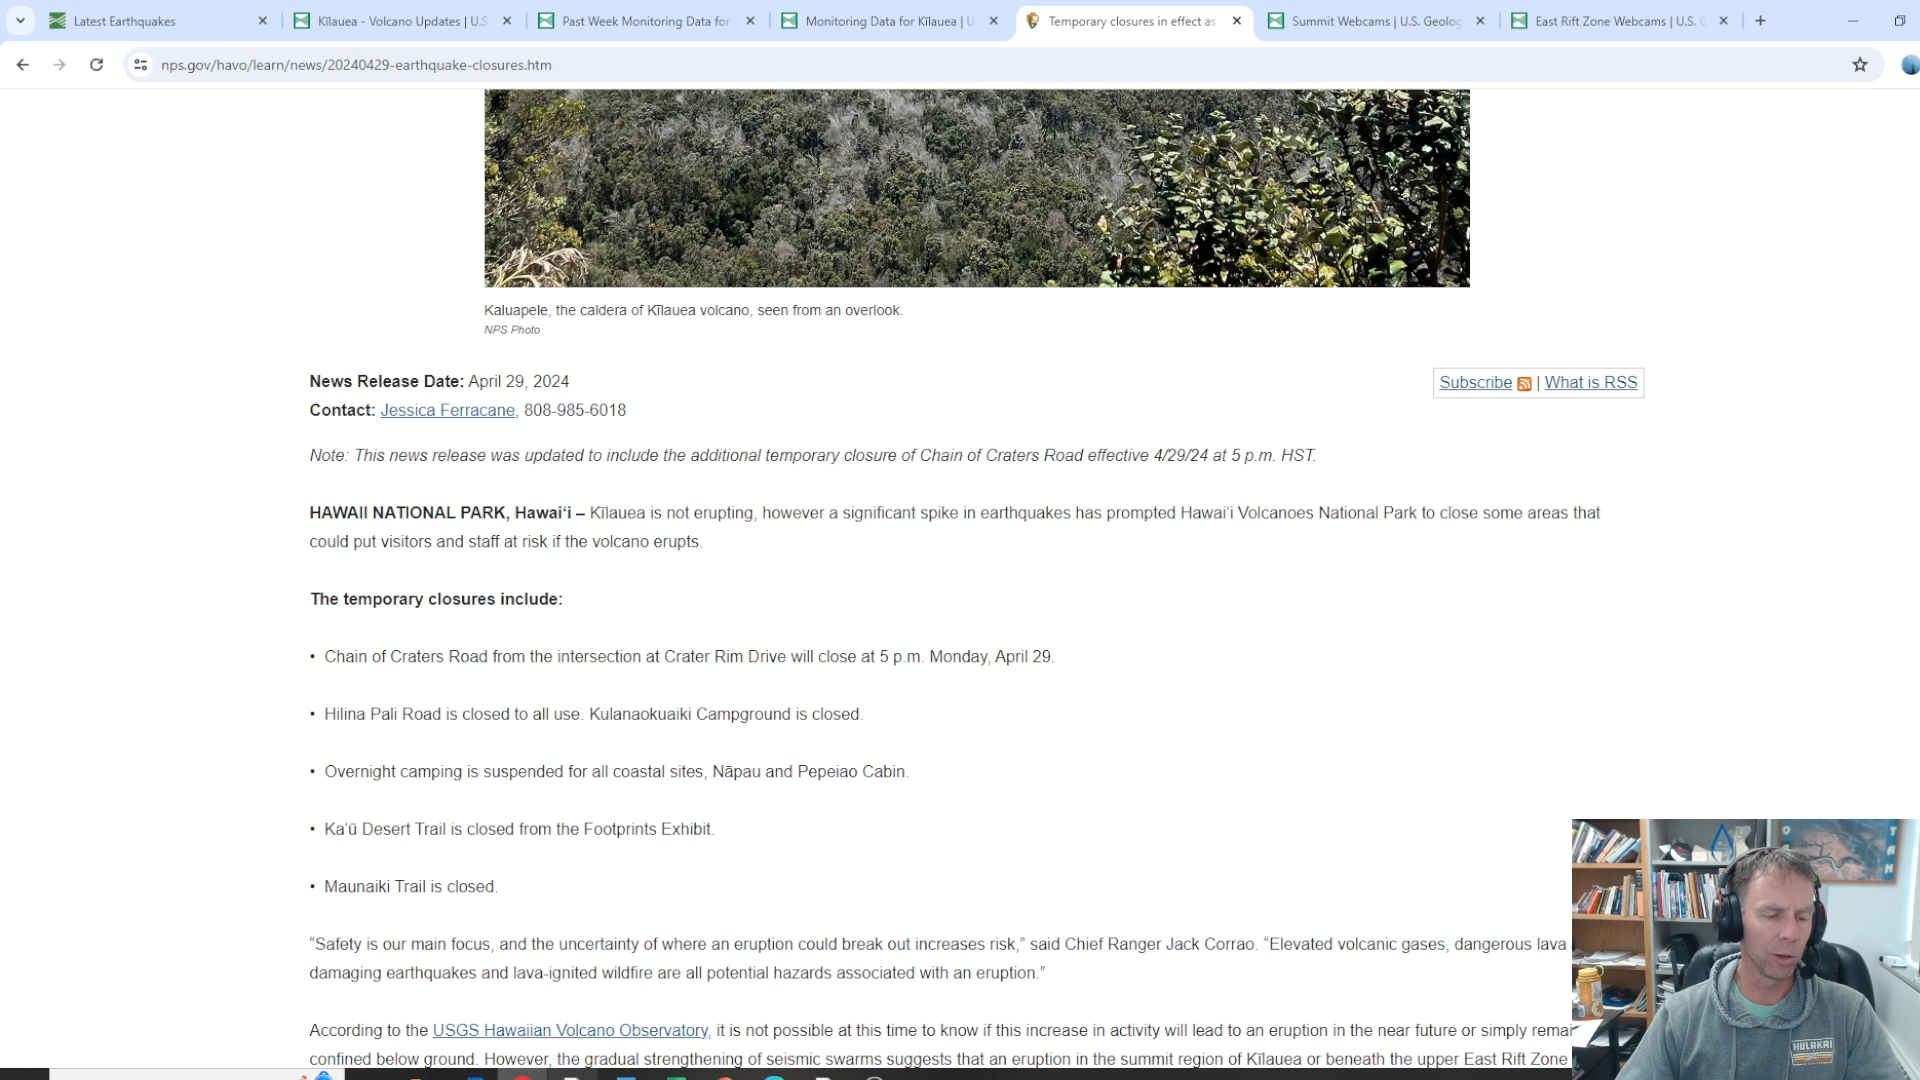 Latest Earthquakes
Kīlauea - Volcano Updates | U.S.
Past Week Monitoring Data for
Monitoring Data for Kīlauea | U
Temporary closures in effect as
Summit Webcams | U.S. Geolog
East Rift Zone Webcams | U.S. G
nps.gov/havo/learn/news/20240429-earthquake-closures.htm
Kaluapele, the caldera of Kīlauea volcano, seen from an overlook.
NPS Photo
News Release Date: April 29, 2024
Subscribe | What is RSS
Contact: Jessica Ferracane, 808-985-6018
Note: This news release was updated to include the additional temporary closure of Chain of Craters Road effective 4/29/24 at 5 p.m. HST.
HAWAII NATIONAL PARK, Hawaiʻi – Kīlauea is not erupting, however a significant spike in earthquakes has prompted Hawaiʻi Volcanoes National Park to close some areas that
could put visitors and staff at risk if the volcano erupts.
The temporary closures include:
• Chain of Craters Road from the intersection at Crater Rim Drive will close at 5 p.m. Monday, April 29.
• Hilina Pali Road is closed to all use. Kulanaokuaiki Campground is closed.
• Overnight camping is suspended for all coastal sites, Nāpau and Pepeiao Cabin.
• Kaʻū Desert Trail is closed from the Footprints Exhibit.
• Maunaiki Trail is closed.
“Safety is our main focus, and the uncertainty of where an eruption could break out increases risk,” said Chief Ranger Jack Corrao. “Elevated volcanic gases, dangerous lava
damaging earthquakes and lava-ignited wildfire are all potential hazards associated with an eruption.”
According to the USGS Hawaiian Volcano Observatory, it is not possible at this time to know if this increase in activity will lead to an eruption in the near future or simply remai
confined below ground. However, the gradual strengthening of seismic swarms suggests that an eruption in the summit region of Kīlauea or beneath the upper East Rift Zone
HULAKAI